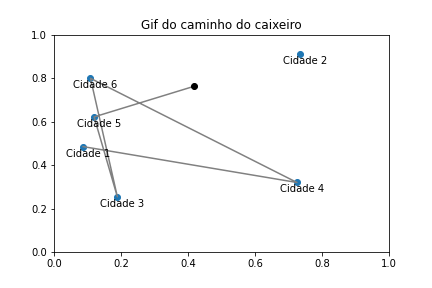 Gif do caminho do caixeiro
1.0
0.8
0.6
0.4
0.2
0.0
Cidade 2
Cidade 6
Cidade 5
Cidade 1
Cidade 4
Cidade 3
0.0 0.2 0.4 0.6 0.8 1.0